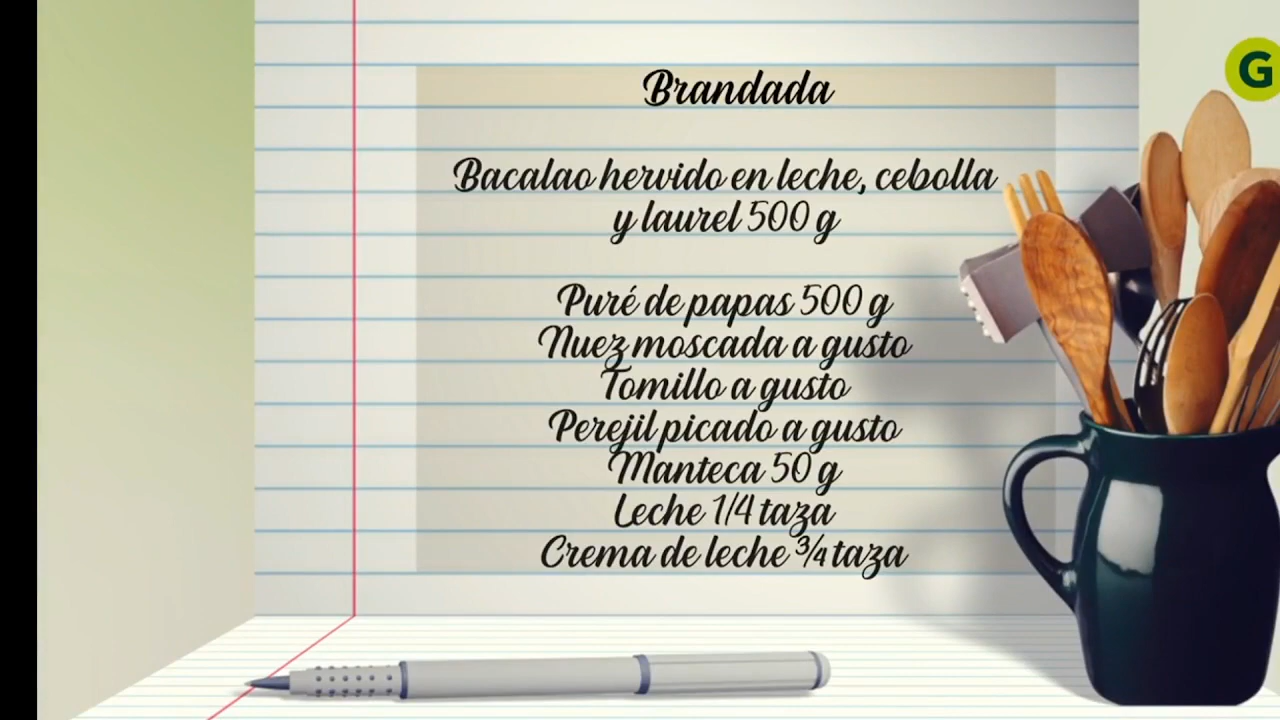 G
Brandada
Bacalao hervido en leche, cebolla
y laurel 500 g
Puré de papas 500 g
Nuez moscada a gusto
Tomillo a gusto
Perejil picado a gusto
Manteca 50 g
Leche 1/4 taza
Crema de leche ¾ taza